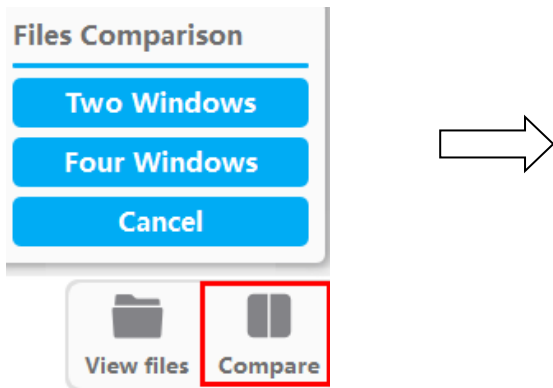 Files Comparison
Two Windows
Four Windows
Cancel
View files Compare